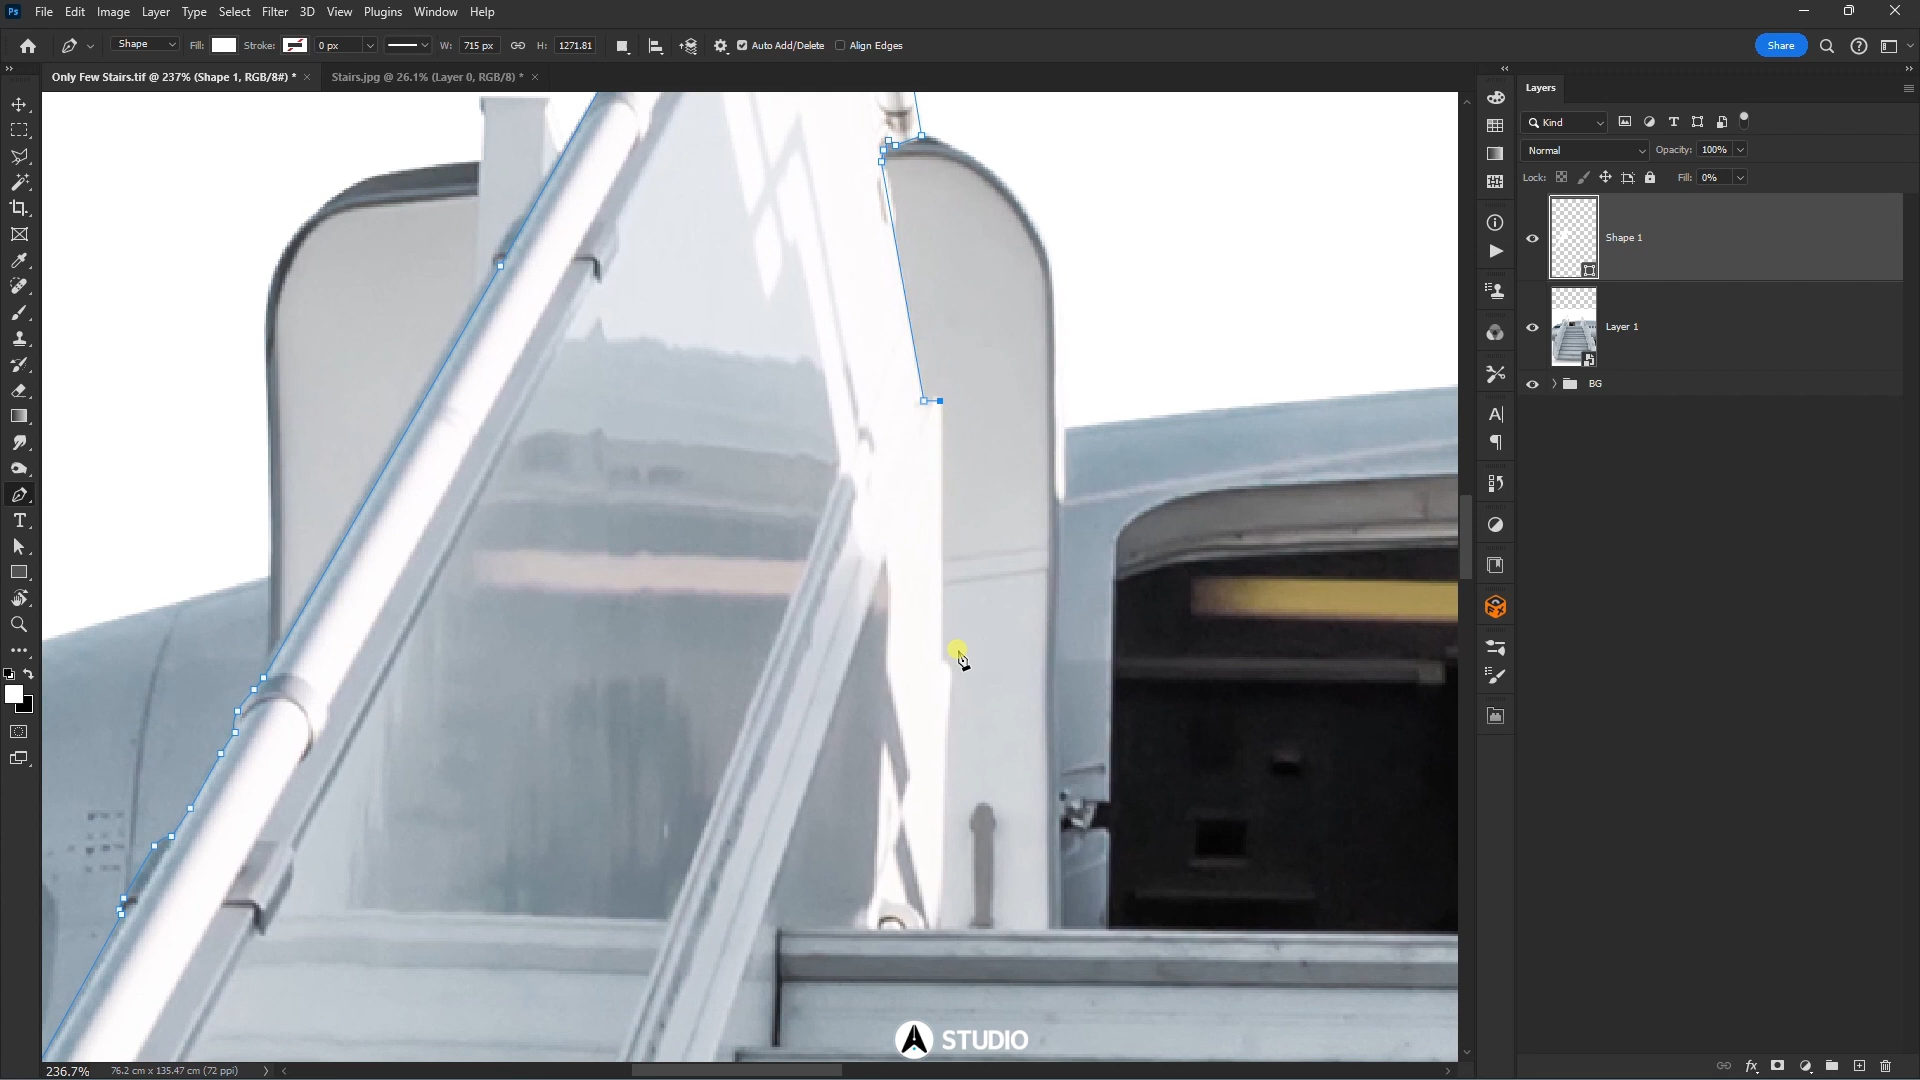 Ps File Edit Image Layer Type Select Filter 3D View Plugins Window Help
Shape Fill: Stroke: 0 px W: 715 px H: 1271.81 Auto Add/Delete Align Edges Share
Only Few Stairs.tif @ 237% (Shape 1, RGB/8#) * Stairs.jpg @ 26.1% (Layer 0, RGB/8) *
Layers
Kind
Normal Opacity: 100%
Lock: Fill: 0%
Shape 1
Layer 1
BG
STUDIO
236.7% 76.2 cm x 135.47 cm (72 ppi)